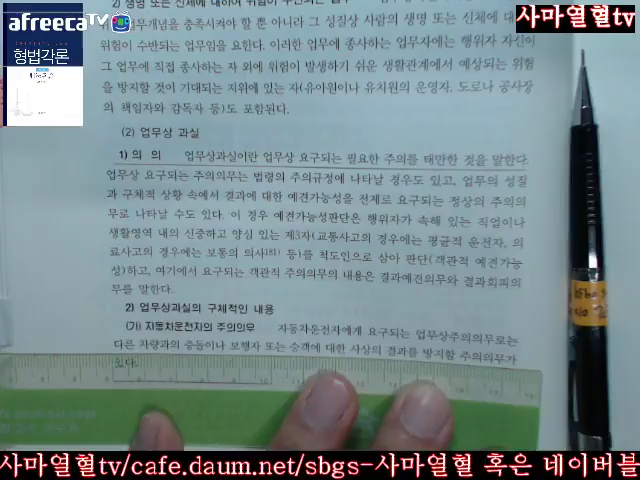 2) 생명 또는 신체에 대하여 위험이 수반되는 업무
사마열혈tv
afreecaTV
형법각론
업무개념을 충족시켜야 할 뿐 아니라 그 성질상 사람의 생명 또는 신체에 대
위험이 수반되는 업무임을 요한다. 이러한 업무에 종사하는 업무자에는 행위자 자신이
그 업무에 직접 종사하는 자 외에 위험이 발생하기 쉬운 생활관계에서 예상되는 위험
을 방지할 것이 기대되는 지위에 있는 자(유아원이나 유치원의 운영자, 도로나 공사장
의 책임자와 감독자 등)도 포함된다.
(2) 업무상 과실
1) 의 의 업무상과실이란 업무상 요구되는 필요한 주의를 태만한 것을 말한다.
업무상 요구되는 주의의무는 법령의 주의규정에 나타날 경우도 있고, 업무의 성질
과 구체적 상황 속에서 결과에 대한 예견가능성을 전제로 요구되는 정상의 주의의
무로 나타날 수도 있다. 이 경우 예견가능성판단은 행위자가 속해 있는 직업이나
생활영역 내의 신중하고 양심 있는 제3자(교통사고의 경우에는 평균적 운전자, 의
료사고의 경우에는 보통의 의사 등)를 척도인으로 삼아 판단(객관적 예견가능
성)하고, 여기에서 요구되는 객관적 주의의무의 내용은 결과예견의무와 결과회피의
무를 말한다.
2) 업무상과실의 구체적인 내용
(가) 자동차운전자의 주의의무 자동차운전자에게 요구되는 업무상주의의무로는
다른 차량과의 충돌이나 보행자 또는 승객에 대한 사상의 결과를 방지할 주의의무가
있다.
사마열혈tv/cafe.daum.net/sbgs-사마열혈 혹은 네이버블